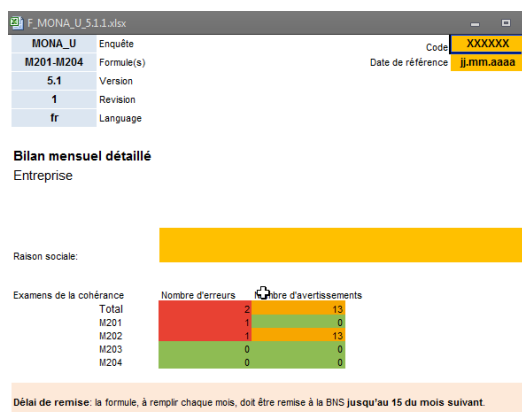 F_MONA_U_5.1.1.xlsx
MONA_U Enquête Code XXXXXX
M201-M204 Formule(s) Date de référence jj.mm.aaaa
5.1 Version
1 Revision
fr Language
Bilan mensuel détaillé
Entreprise
Raison sociale:
Examens de la cohérance Nombre d'erreurs Nombre d'avertissements
Total 2 13
M201 1 0
M202 1 13
M203 0 0
M204 0 0
Délai de remise: la formule, à remplir chaque mois, doit être remise à la BNS jusqu'au 15 du mois suivant.